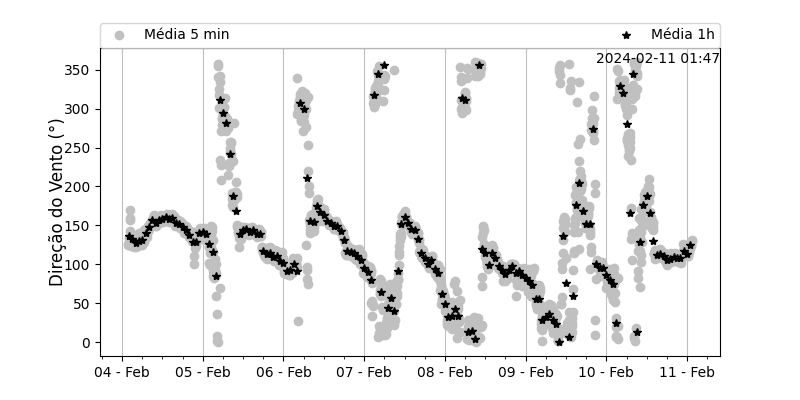 Média 5 min
Média 1h
2024-02-11 01:47
Direção do Vento (°)
350
300
250
200
150
100
50
0
04 - Feb
05 - Feb
06 - Feb
07 - Feb
08 - Feb
09 - Feb
10 - Feb
11 - Feb